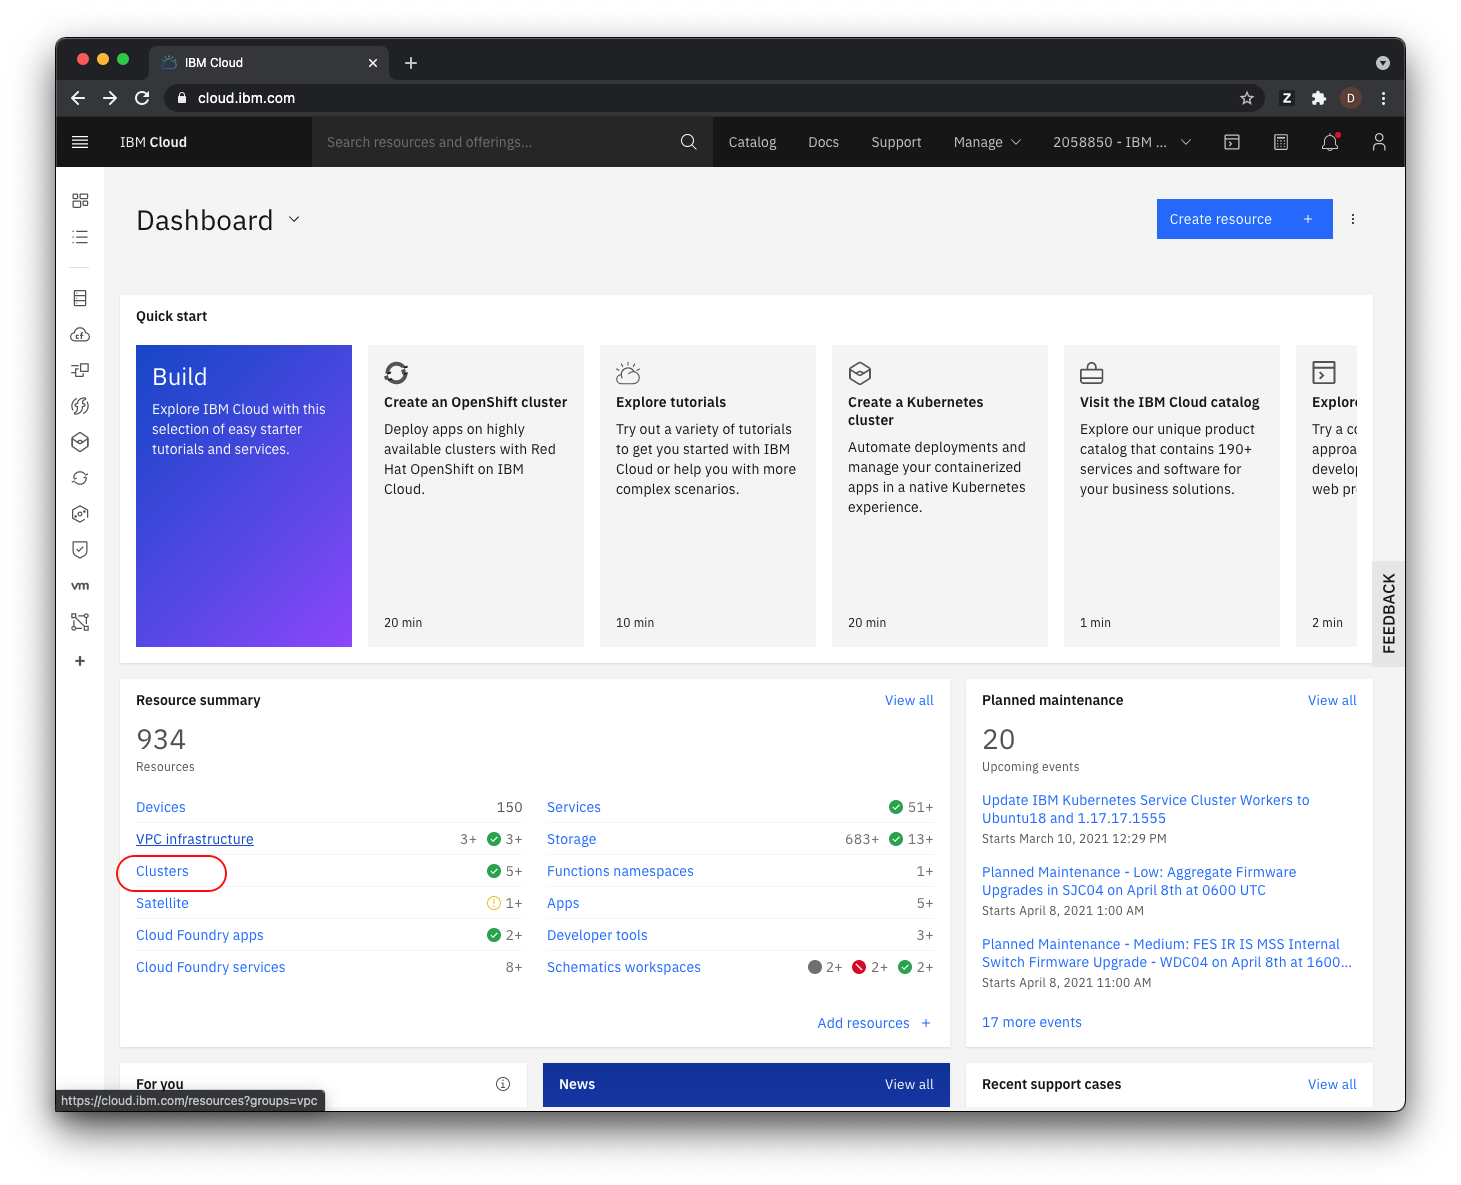 IBM Cloud
cloud.ibm.com
Z
D
IBM Cloud
Search resources and offerings...
Catalog
Docs
Support
Manage
2058850 - IBM ...
Dashboard
Create resource +
Quick start
Build
Explore IBM Cloud with this
selection of easy starter
tutorials and services.
Create an OpenShift cluster
Deploy apps on highly
available clusters with Red
Hat OpenShift on IBM
Cloud.
20 min
Explore tutorials
Try out a variety of tutorials
to get you started with IBM
Cloud or help you with more
complex scenarios.
10 min
Create a Kubernetes
cluster
Automate deployments and
manage your containerized
apps in a native Kubernetes
experience.
20 min
Visit the IBM Cloud catalog
Explore our unique product
catalog that contains 190+
services and software for
your business solutions.
1 min
Explor
Try a co
approa
develop
web pr
2 min
cf
vm
FEEDBACK
Resource summary
View all
934
Resources
Devices 150
VPC infrastructure 3+ 3+
Clusters 5+
Satellite 1+
Cloud Foundry apps 2+
Cloud Foundry services 8+
Services 51+
Storage 683+ 13+
Functions namespaces 1+
Apps 5+
Developer tools 3+
Schematics workspaces 2+ 2+ 2+
Add resources +
Planned maintenance
View all
20
Upcoming events
Update IBM Kubernetes Service Cluster Workers to
Ubuntu18 and 1.17.17.1555
Starts March 10, 2021 12:29 PM
Planned Maintenance - Low: Aggregate Firmware
Upgrades in SJC04 on April 8th at 0600 UTC
Starts April 8, 2021 1:00 AM
Planned Maintenance - Medium: FES IR IS MSS Internal
Switch Firmware Upgrade - WDC04 on April 8th at 1600...
Starts April 8, 2021 11:00 AM
17 more events
For you
News
View all
Recent support cases
View all
https://cloud.ibm.com/resources?groups=vpc